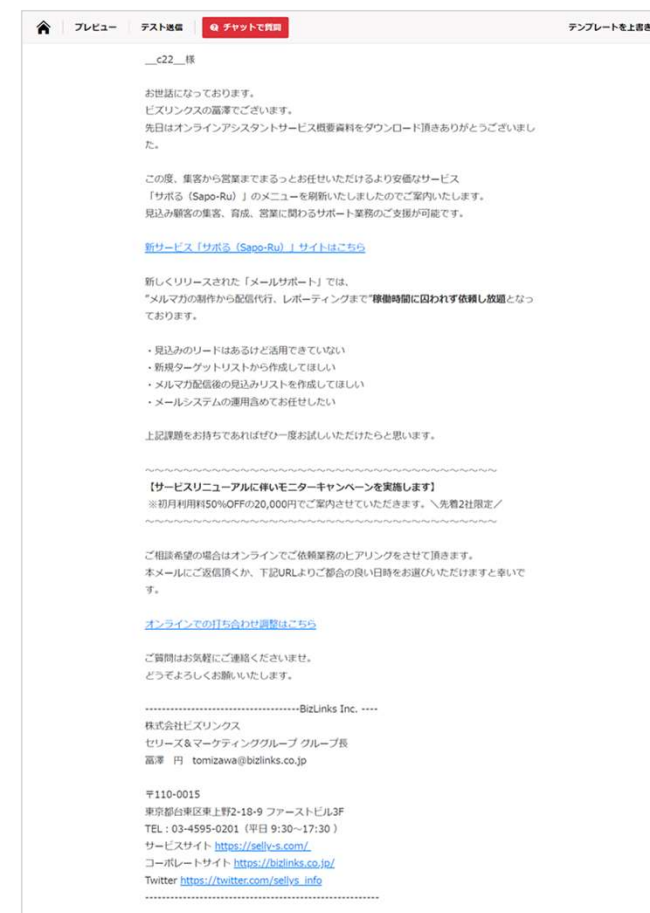 プレビュー テスト送信 チャットで質問 テンプレートを上書き
__c22__様
お世話になっております。
ビズリンクスの冨澤でございます。
先日はオンラインアシスタントサービス概要資料をダウンロード頂きありがとうございまし
た。
この度、集客から営業までまるっとお任せいただけるより安価なサービス
「サポる（Sapo-Ru）」のメニューを刷新いたしましたのでご案内いたします。
見込み顧客の集客、育成、営業に関わるサポート業務のご支援が可能です。
新サービス「サポる（Sapo-Ru）」サイトはこちら
新しくリリースされた「メールサポート」では、
"メルマガの制作から配信代行、レポーティングまで"稼働時間に囚われず依頼し放題となっ
ております。
・見込みのリードはあるけど活用できていない
・新規ターゲットリストから作成してほしい
・メルマガ配信後の見込みリストを作成してほしい
・メールシステムの運用含めてお任せしたい
上記課題をお持ちであればぜひ一度お試しいただけたらと思います。
～～～～～～～～～～～～～～～～～～～～～～～～～～～～
【サービスリニューアルに伴いモニターキャンペーンを実施します】
※初月利用料50%OFFの20,000円でご案内させていただきます。＼先着2社限定／
～～～～～～～～～～～～～～～～～～～～～～～～～～～～
ご相談希望の場合はオンラインでご依頼業務のヒアリングをさせて頂きます。
本メールにご返信頂くか、下記URLよりご都合の良い日時をお選びいただけますと幸いで
す。
オンラインでの打ち合わせ調整はこちら
ご質問はお気軽にご連絡くださいませ。
どうぞよろしくお願いいたします。
-------------------------------------BizLinks Inc. ----
株式会社ビズリンクス
セリーズ＆マーケティンググループ グループ長
冨澤　円　tomizawa@bizlinks.co.jp
〒110-0015
東京都台東区東上野2-18-9 ファーストビル3F
TEL：03-4595-0201（平日 9:30～17:30 ）
サービスサイト https://selly-s.com/
コーポレートサイト https://bizlinks.co.jp/
Twitter https://twitter.com/sellys_info
--------------------------------------------------------